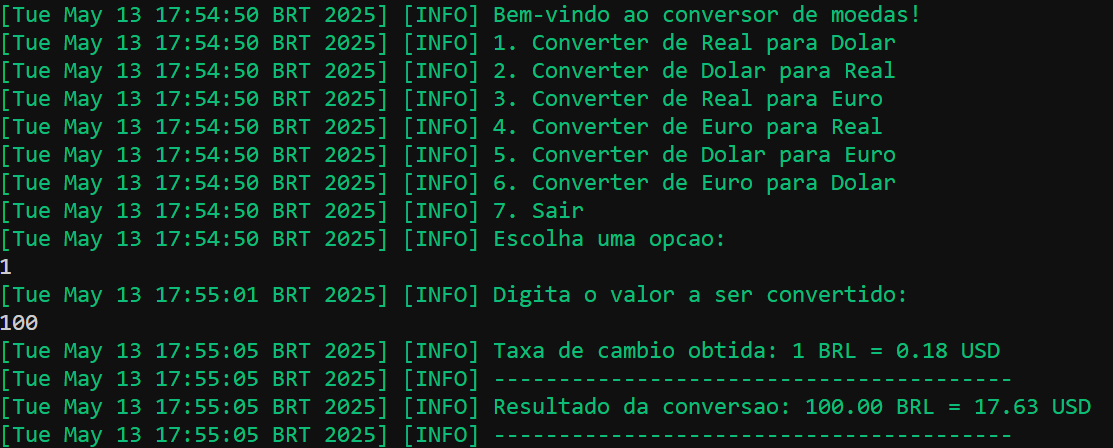 [Tue May 13 17:54:50 BRT 2025] [INFO] Bem-vindo ao conversor de moedas!
[Tue May 13 17:54:50 BRT 2025] [INFO] 1. Converter de Real para Dolar
[Tue May 13 17:54:50 BRT 2025] [INFO] 2. Converter de Dolar para Real
[Tue May 13 17:54:50 BRT 2025] [INFO] 3. Converter de Real para Euro
[Tue May 13 17:54:50 BRT 2025] [INFO] 4. Converter de Euro para Real
[Tue May 13 17:54:50 BRT 2025] [INFO] 5. Converter de Dolar para Euro
[Tue May 13 17:54:50 BRT 2025] [INFO] 6. Converter de Euro para Dolar
[Tue May 13 17:54:50 BRT 2025] [INFO] 7. Sair
[Tue May 13 17:54:50 BRT 2025] [INFO] Escolha uma opcao:
1
[Tue May 13 17:55:01 BRT 2025] [INFO] Digita o valor a ser convertido:
100
[Tue May 13 17:55:05 BRT 2025] [INFO] Taxa de cambio obtida: 1 BRL = 0.18 USD
[Tue May 13 17:55:05 BRT 2025] [INFO] ----------------------------------------
[Tue May 13 17:55:05 BRT 2025] [INFO] Resultado da conversao: 100.00 BRL = 17.63 USD
[Tue May 13 17:55:05 BRT 2025] [INFO] ----------------------------------------